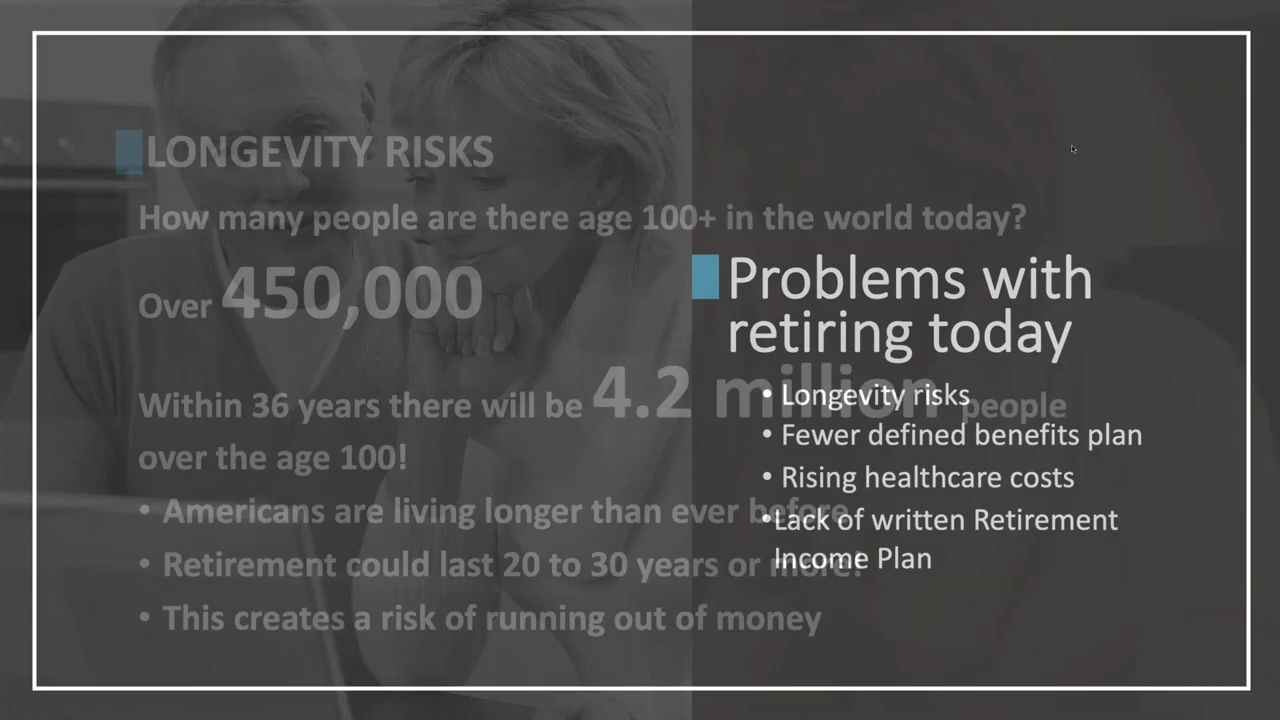 LONGEVITY RISKS
How many people are there age 100+ in the world today?
Over 450,000
Within 36 years there will be 4.2 million people
over the age 100!
• Americans are living longer than ever before
• Retirement could last 20 to 30 years or more!
• This creates a risk of running out of money
Problems with
retiring today
• Longevity risks
• Fewer defined benefits plan
• Rising healthcare costs
•Lack of written Retirement
Income Plan